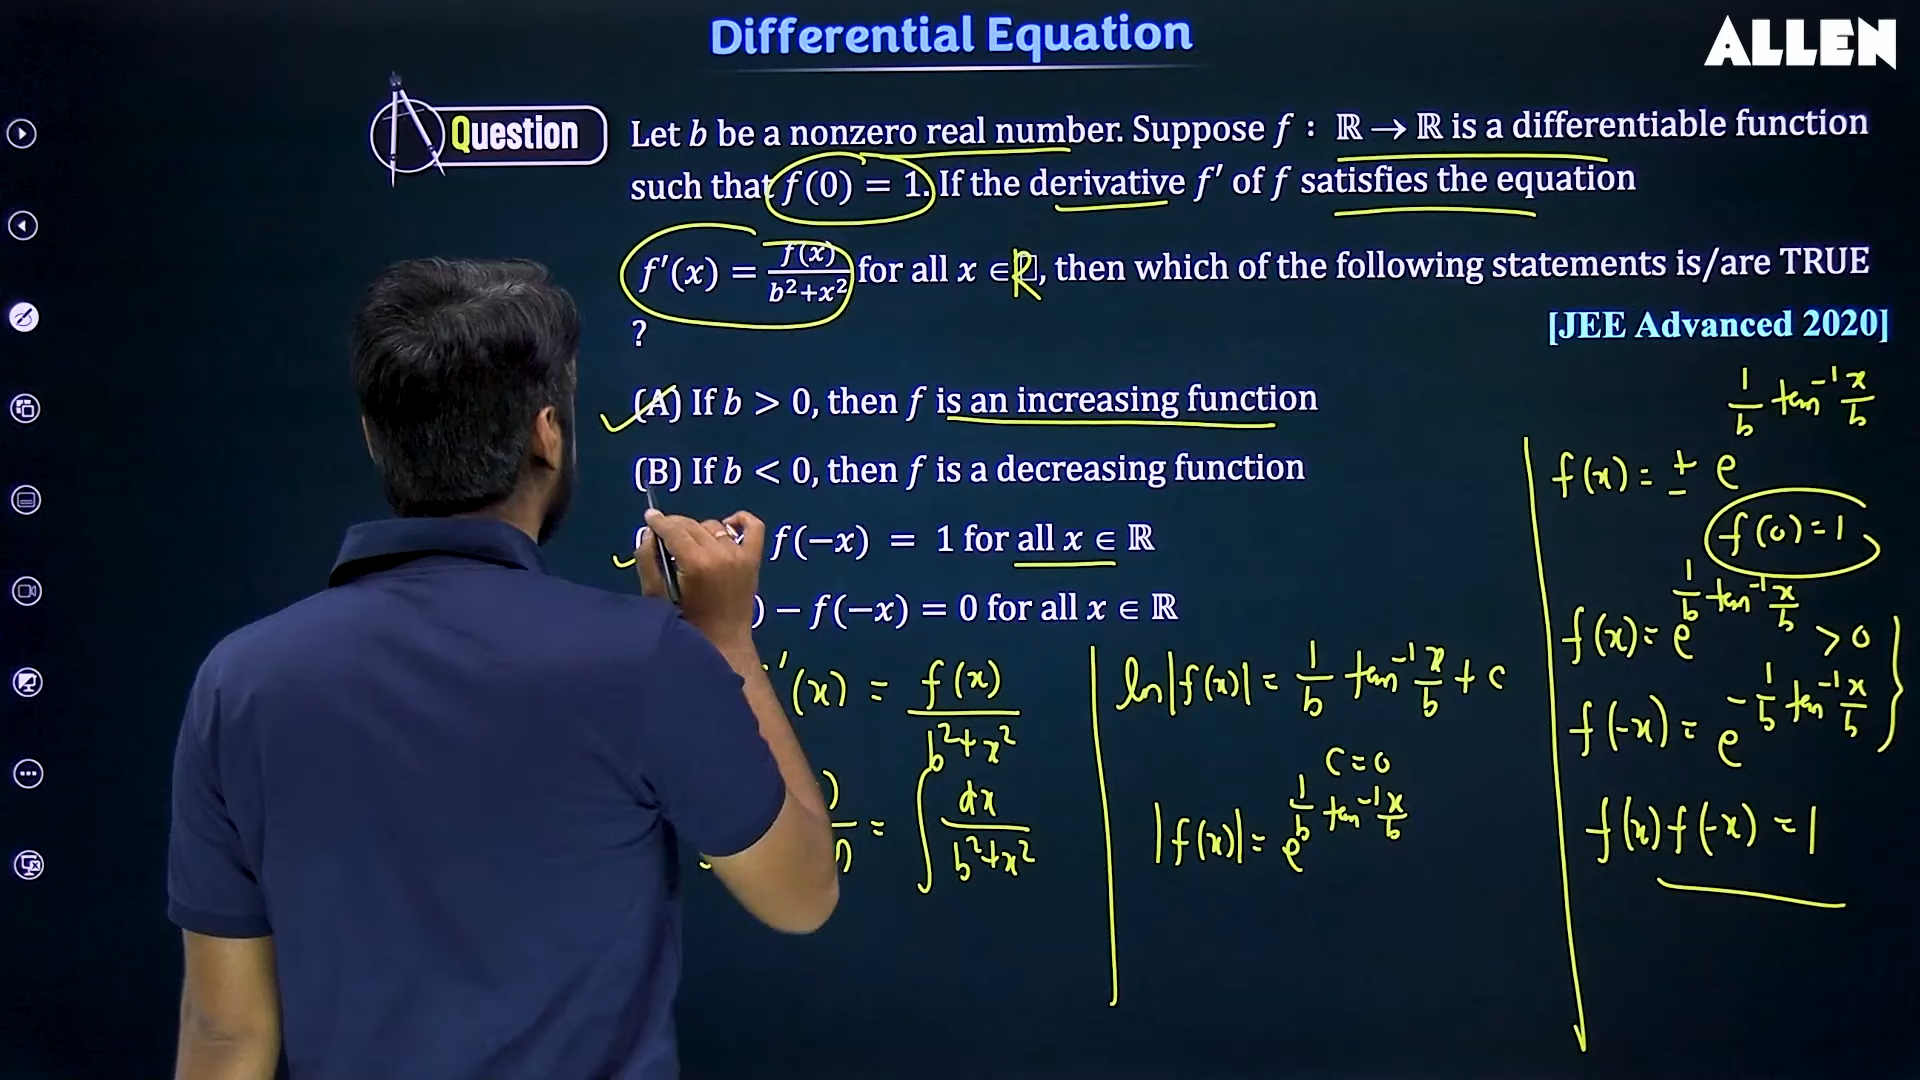 Differential Equation
ALLEN
Question
Let b be a nonzero real number. Suppose f : ℝ → ℝ is a differentiable function
such that f(0) = 1. If the derivative f′ of f satisfies the equation
f′(x) = f(x)/(b²+x²) for all x ∈ R, then which of the following statements is/are TRUE
?
[JEE Advanced 2020]
(A) If b > 0, then f is an increasing function
(B) If b < 0, then f is a decreasing function
f(−x) = 1 for all x ∈ ℝ
) − f(−x) = 0 for all x ∈ ℝ
′(x) = f(x)/(b²+x²)
= ∫ dx/(b²+x²)
ln|f(x)| = 1/b tan⁻¹ x/b + c
c = 0
|f(x)| = e^(1/b tan⁻¹ x/b)
f(x) = ± e^(1/b tan⁻¹ x/b)
f(0) = 1
f(x) = e^(1/b tan⁻¹ x/b) > 0
f(-x) = e^(-1/b tan⁻¹ x/b)
f(x) f(-x) = 1